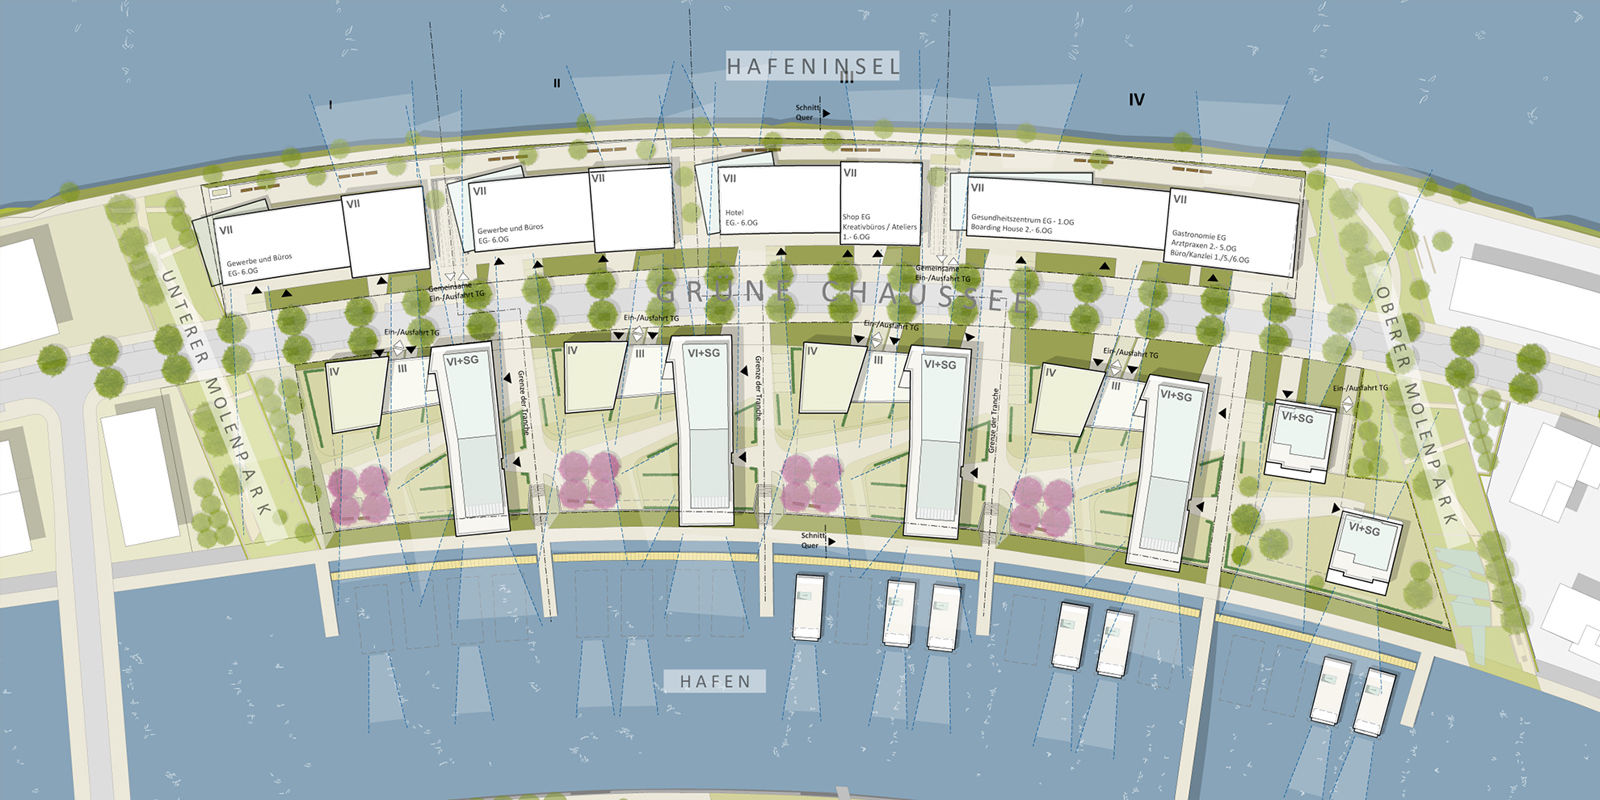 HAFENINSEL
I
II
III
IV
Schnitt
Quer
VII
Gewerbe und Büros
EG- 6.OG
VII
VII
Gewerbe und Büros
EG- 6.OG
VII
VII
Hotel
EG.- 6.OG
VII
Shop EG
Kreativbüros / Ateliers
1.- 6.OG
VII
Gesundheitszentrum EG - 1.OG
Boarding House 2.- 6.OG
VII
Gastronomie EG
Arztpraxen 2.- 5.OG
Büro/Kanzlei 1./5./6.OG
Gemeinsame
Ein-/Ausfahrt TG
Gemeinsame
Ein-/Ausfahrt TG
GRÜNE CHAUSSEE
UNTERER MOLENPARK
OBERER MOLENPARK
Ein-/Ausfahrt TG
Ein-/Ausfahrt TG
Ein-/Ausfahrt TG
Ein-/Ausfahrt TG
Ein-/Ausfahrt TG
IV
III
VI+SG
Grenze der Tranche
IV
III
VI+SG
Grenze der Tranche
IV
III
VI+SG
Grenze der Tranche
IV
III
VI+SG
VI+SG
VI+SG
Schnitt
Quer
HAFEN